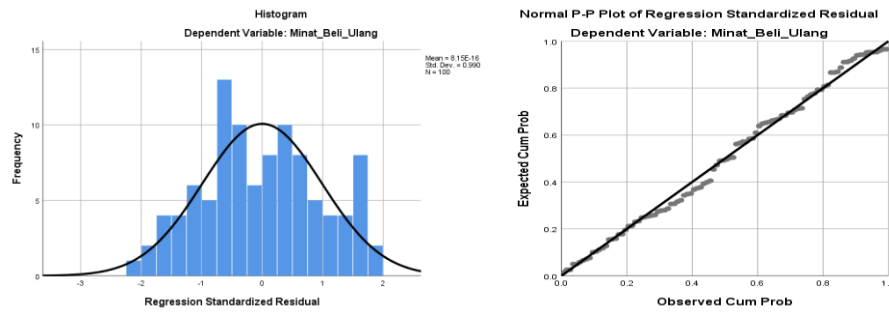 Histogram
Dependent Variable: Minat_Beli_Ulang
Mean = 8.15E-16
Std. Dev. = 0.990
N = 100
15
10
5
0
Frequency
-3 -2 -1 0 1 2
Regression Standardized Residual
Normal P-P Plot of Regression Standardized Residual
Dependent Variable: Minat_Beli_Ulang
1.0
0.8
0.6
0.4
0.2
0.0
Expected Cum Prob
0.0 0.2 0.4 0.6 0.8 1.0
Observed Cum Prob